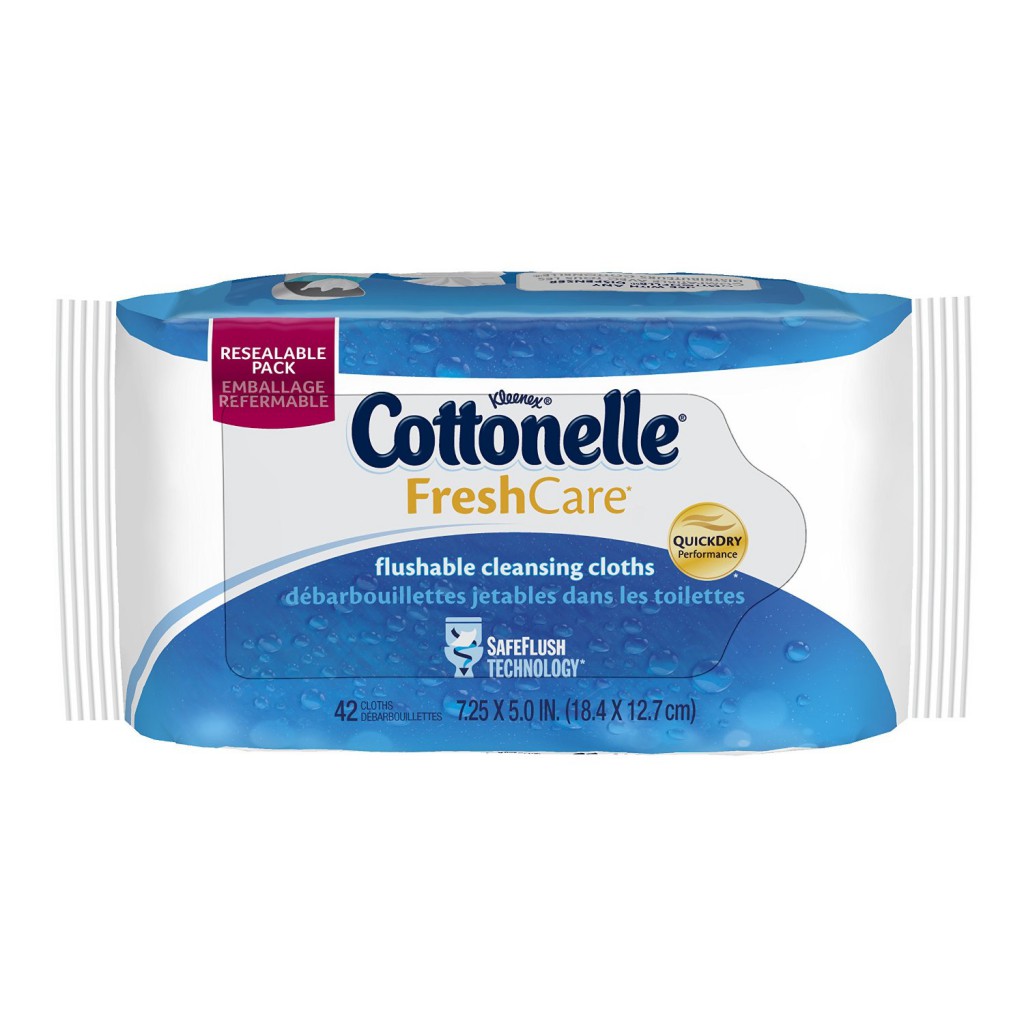 RESEALABLE
PACK
EMBALLAGE
REFERMABLE
Kleenex®
Cottonelle®
FreshCare*
QUICKDRY
Performance
*
flushable cleansing cloths
débarbouillettes jetables dans les toilettes
SAFEFLUSH
TECHNOLOGY*
42 CLOTHS
DÉBARBOUILLETTES
7.25 X 5.0 IN. (18.4 X 12.7 cm)